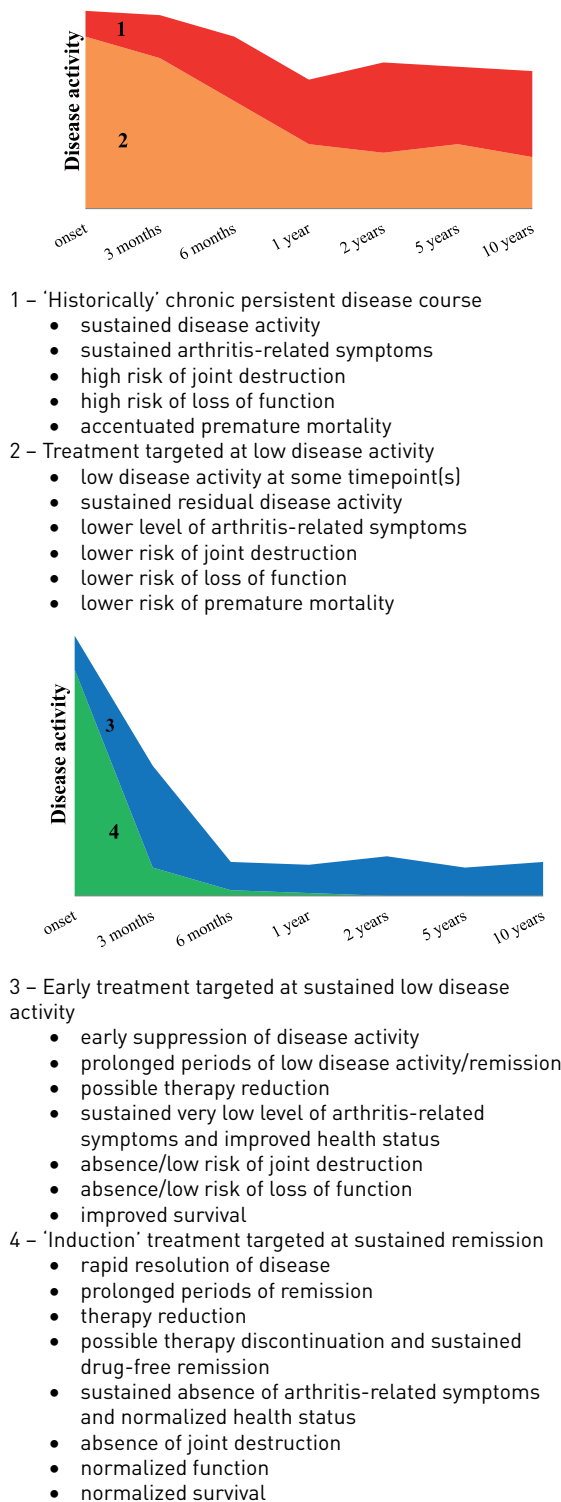 Disease activity
1
2
onset
3 months
6 months
1 year
2 years
5 years
10 years
1 – ‘Historically’ chronic persistent disease course
• sustained disease activity
• sustained arthritis-related symptoms
• high risk of joint destruction
• high risk of loss of function
• accentuated premature mortality
2 – Treatment targeted at low disease activity
• low disease activity at some timepoint(s)
• sustained residual disease activity
• lower level of arthritis-related symptoms
• lower risk of joint destruction
• lower risk of loss of function
• lower risk of premature mortality
Disease activity
3
4
onset
3 months
6 months
1 year
2 years
5 years
10 years
3 – Early treatment targeted at sustained low disease
activity
• early suppression of disease activity
• prolonged periods of low disease activity/remission
• possible therapy reduction
• sustained very low level of arthritis-related
symptoms and improved health status
• absence/low risk of joint destruction
• absence/low risk of loss of function
• improved survival
4 – ‘Induction’ treatment targeted at sustained remission
• rapid resolution of disease
• prolonged periods of remission
• therapy reduction
• possible therapy discontinuation and sustained
drug-free remission
• sustained absence of arthritis-related symptoms
and normalized health status
• absence of joint destruction
• normalized function
• normalized survival